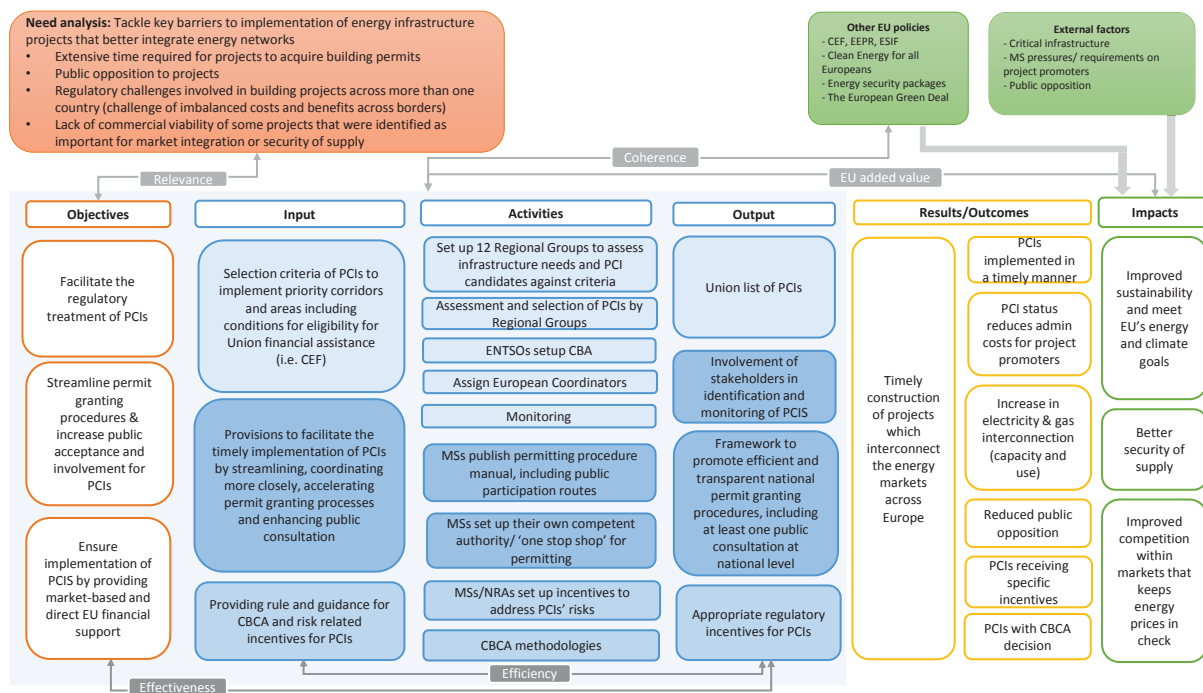 Need analysis: Tackle key barriers to implementation of energy infrastructure
projects that better integrate energy networks
• Extensive time required for projects to acquire building permits
• Public opposition to projects
• Regulatory challenges involved in building projects across more than one
country (challenge of imbalanced costs and benefits across borders)
• Lack of commercial viability of some projects that were identified as
important for market integration or security of supply
Other EU policies
- CEF, EEPR, ESIF
- Clean Energy for all
Europeans
- Energy security packages
- The European Green Deal
External factors
- Critical infrastructure
- MS pressures/ requirements on
project promoters
- Public opposition
Relevance
Coherence
EU added value
Objectives
Facilitate the
regulatory
treatment of PCIs
Streamline permit
granting
procedures &
increase public
acceptance and
involvement for
PCIs
Ensure
implementation of
PCIS by providing
market-based and
direct EU financial
support
Input
Selection criteria of PCIs to
implement priority corridors
and areas including
conditions for eligibility for
Union financial assistance
(i.e. CEF)
Provisions to facilitate the
timely implementation of PCIs
by streamlining, coordinating
more closely, accelerating
permit granting processes
and enhancing public
consultation
Providing rule and guidance for
CBCA and risk related
incentives for PCIs
Activities
Set up 12 Regional Groups to assess
infrastructure needs and PCI
candidates against criteria
Assessment and selection of PCIs by
Regional Groups
ENTSOs setup CBA
Assign European Coordinators
Monitoring
MSs publish permitting procedure
manual, including public
participation routes
MSs set up their own competent
authority/ 'one stop shop' for
permitting
MSs/NRAs set up incentives to
address PCIs' risks
CBCA methodologies
Output
Union list of PCIs
Involvement of
stakeholders in
identification and
monitoring of PCIS
Framework to
promote efficient and
transparent national
permit granting
procedures, including
at least one public
consultation at
national level
Appropriate regulatory
incentives for PCIs
Results/Outcomes
Timely
construction
of projects
which
interconnect
the energy
markets
across
Europe
PCIs
implemented in
a timely manner
PCI status
reduces admin
costs for project
promoters
Increase in
electricity & gas
interconnection
(capacity and
use)
Reduced public
opposition
PCIs receiving
specific
incentives
PCIs with CBCA
decision
Impacts
Improved
sustainability
and meet
EU's energy
and climate
goals
Better
security of
supply
Improved
competition
within
markets that
keeps
energy
prices in
check
Efficiency
Effectiveness